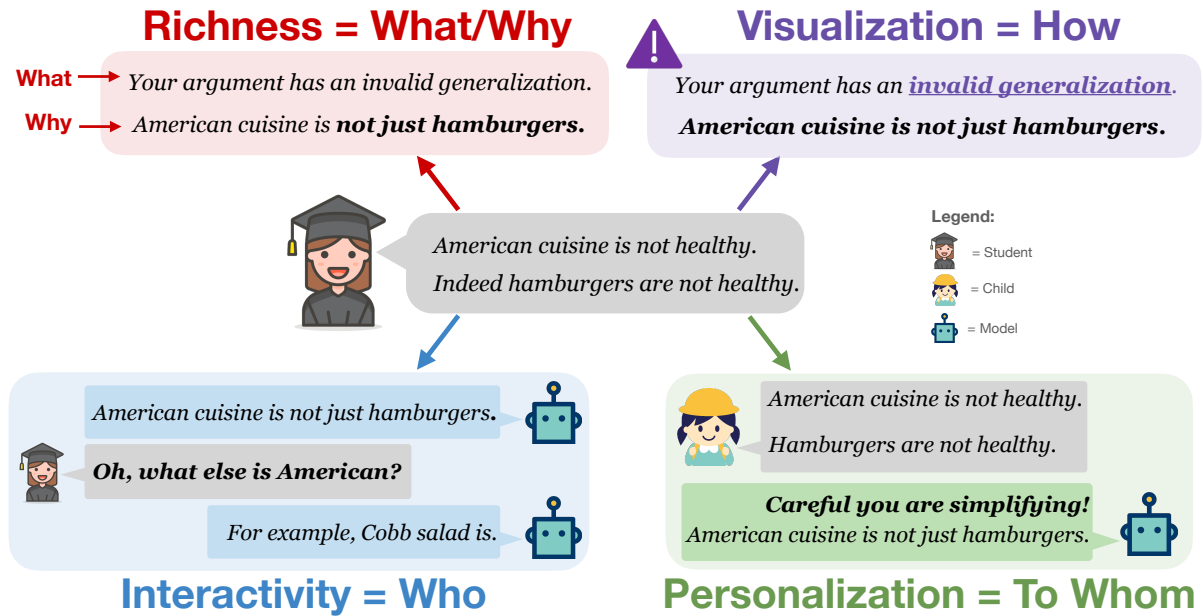 Richness = What/Why
Visualization = How
What
Your argument has an invalid generalization.
Why
American cuisine is not just hamburgers.
!
Your argument has an invalid generalization.
American cuisine is not just hamburgers.
American cuisine is not healthy.
Indeed hamburgers are not healthy.
Legend:
= Student
= Child
= Model
American cuisine is not just hamburgers.
Oh, what else is American?
For example, Cobb salad is.
American cuisine is not healthy.
Hamburgers are not healthy.
Careful you are simplifying!
American cuisine is not just hamburgers.
Interactivity = Who
Personalization = To Whom